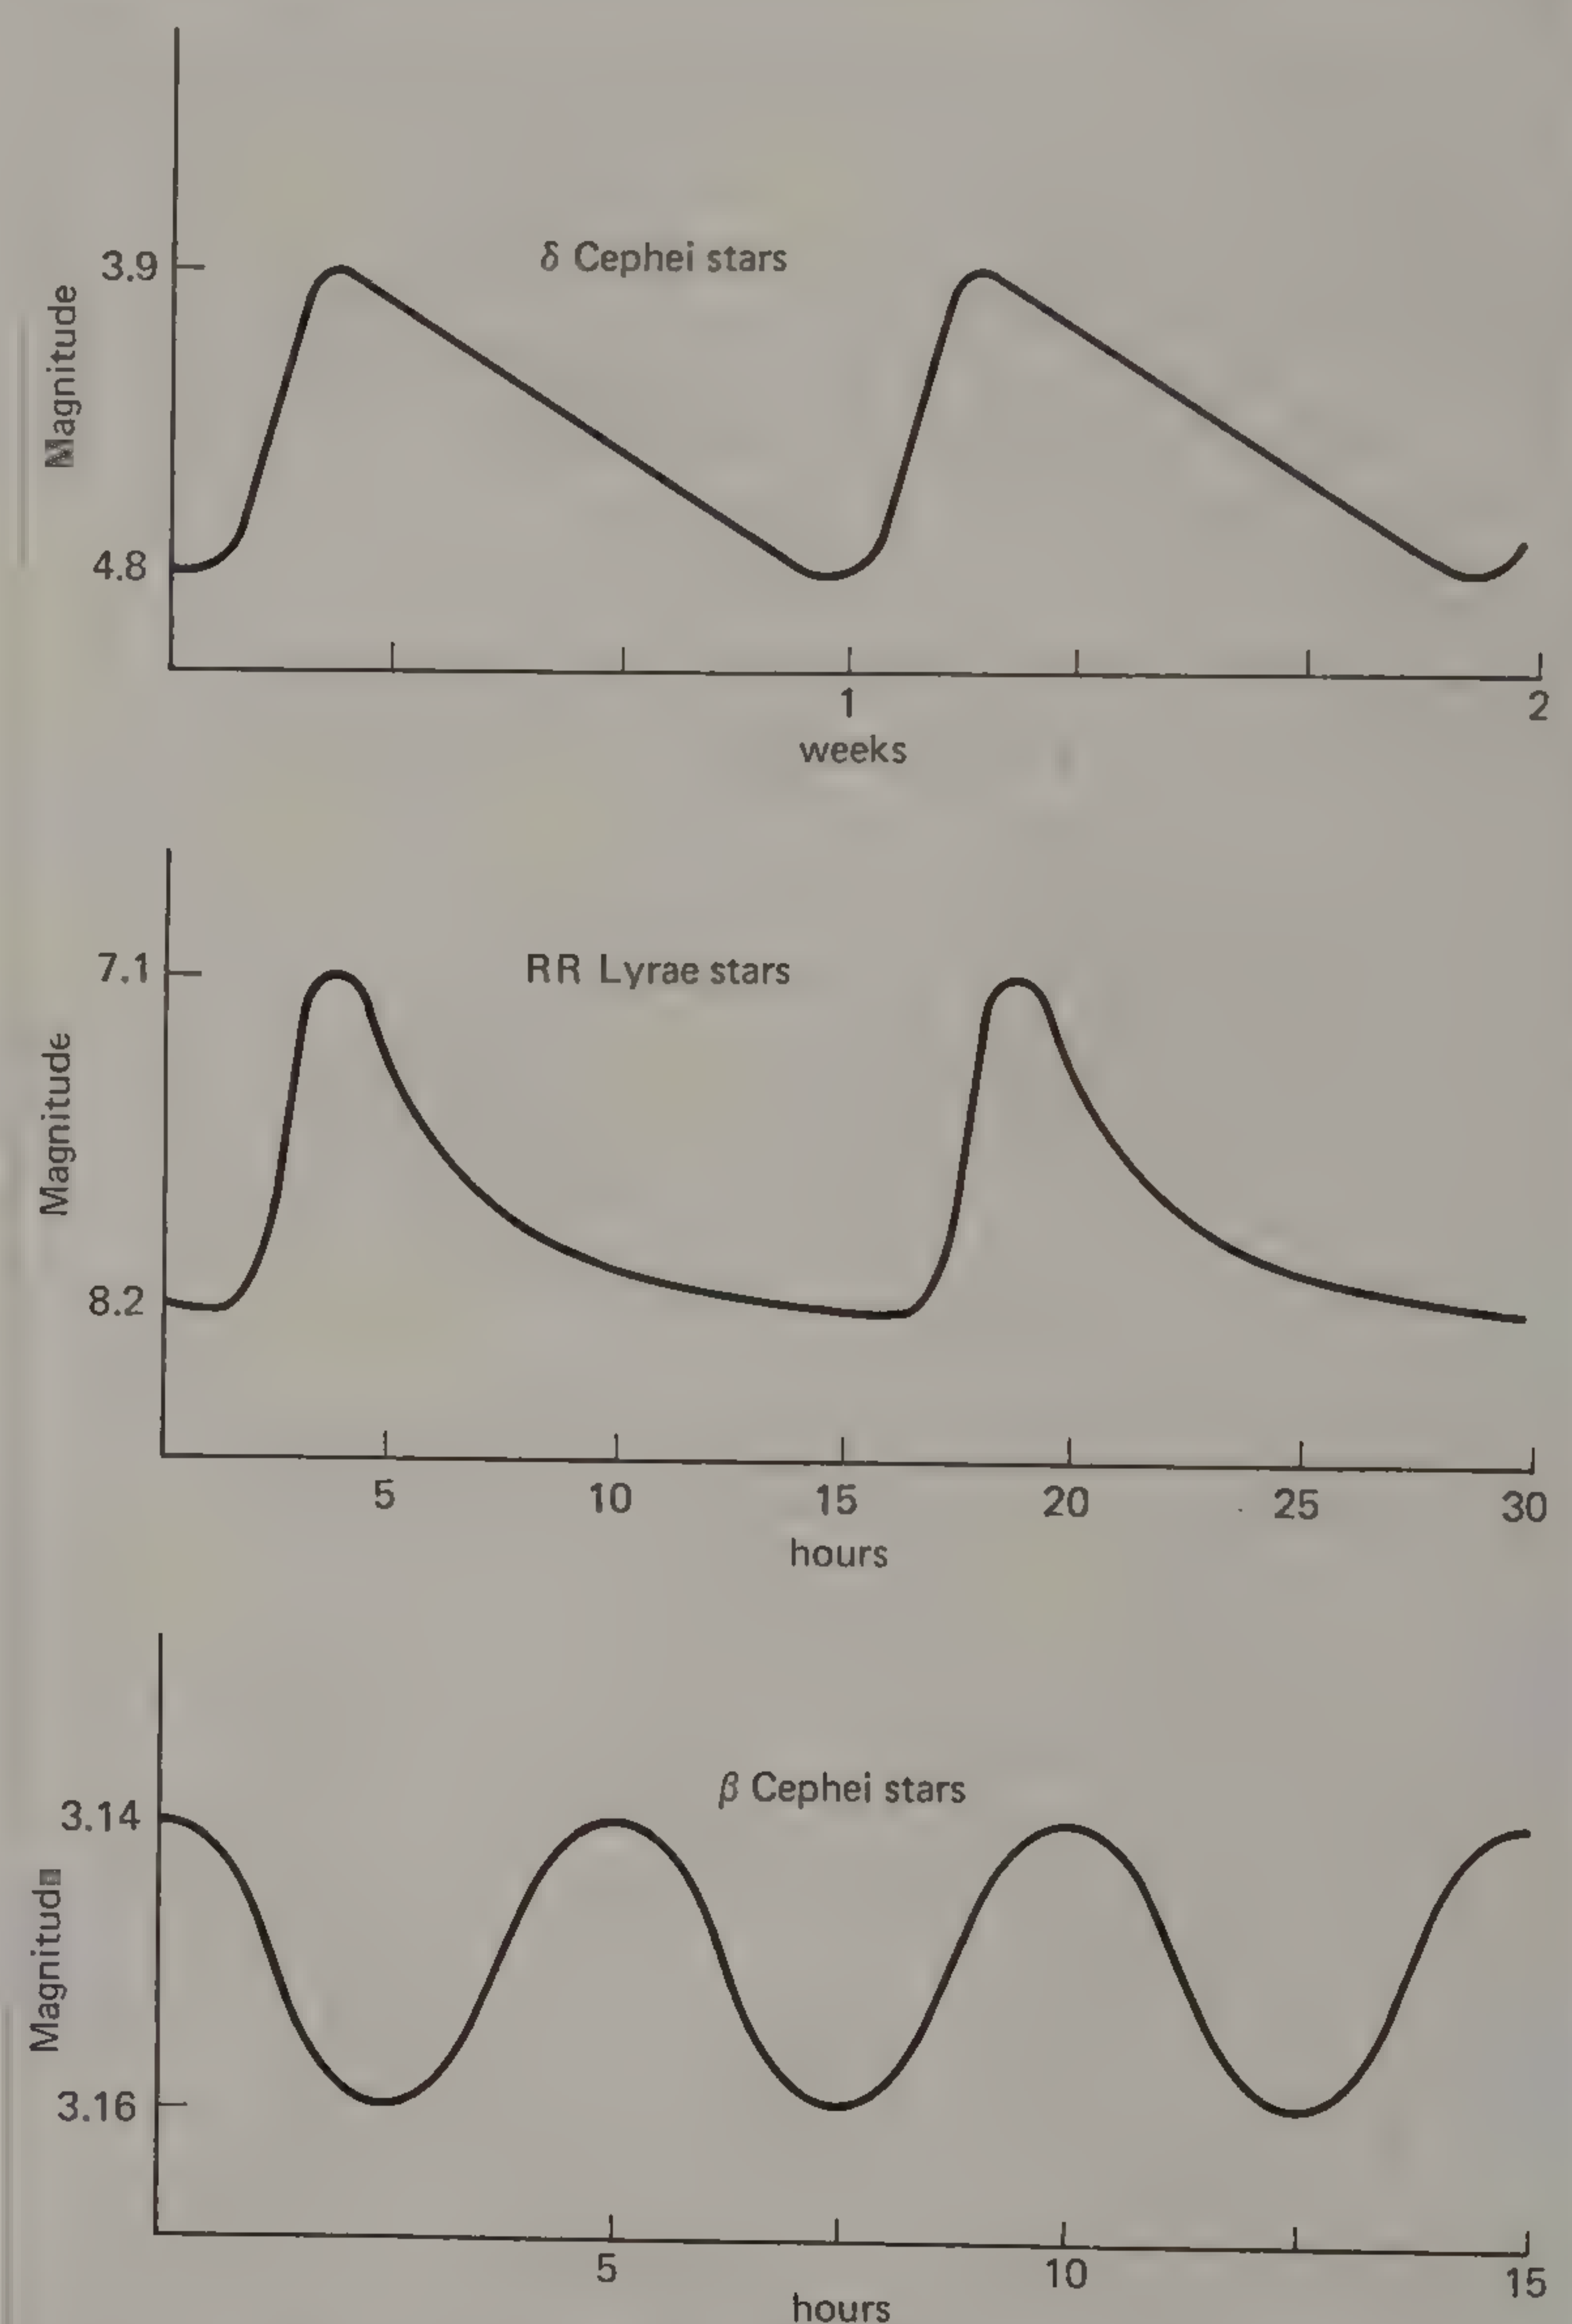 3.9
δ Cephei stars
Magnitude
4.8
1
2
weeks
7.1
RR Lyrae stars
Magnitude
8.2
5
10
15
20
25
30
hours
β Cephei stars
3.14
Magnitude
3.16
5
10
15
hours